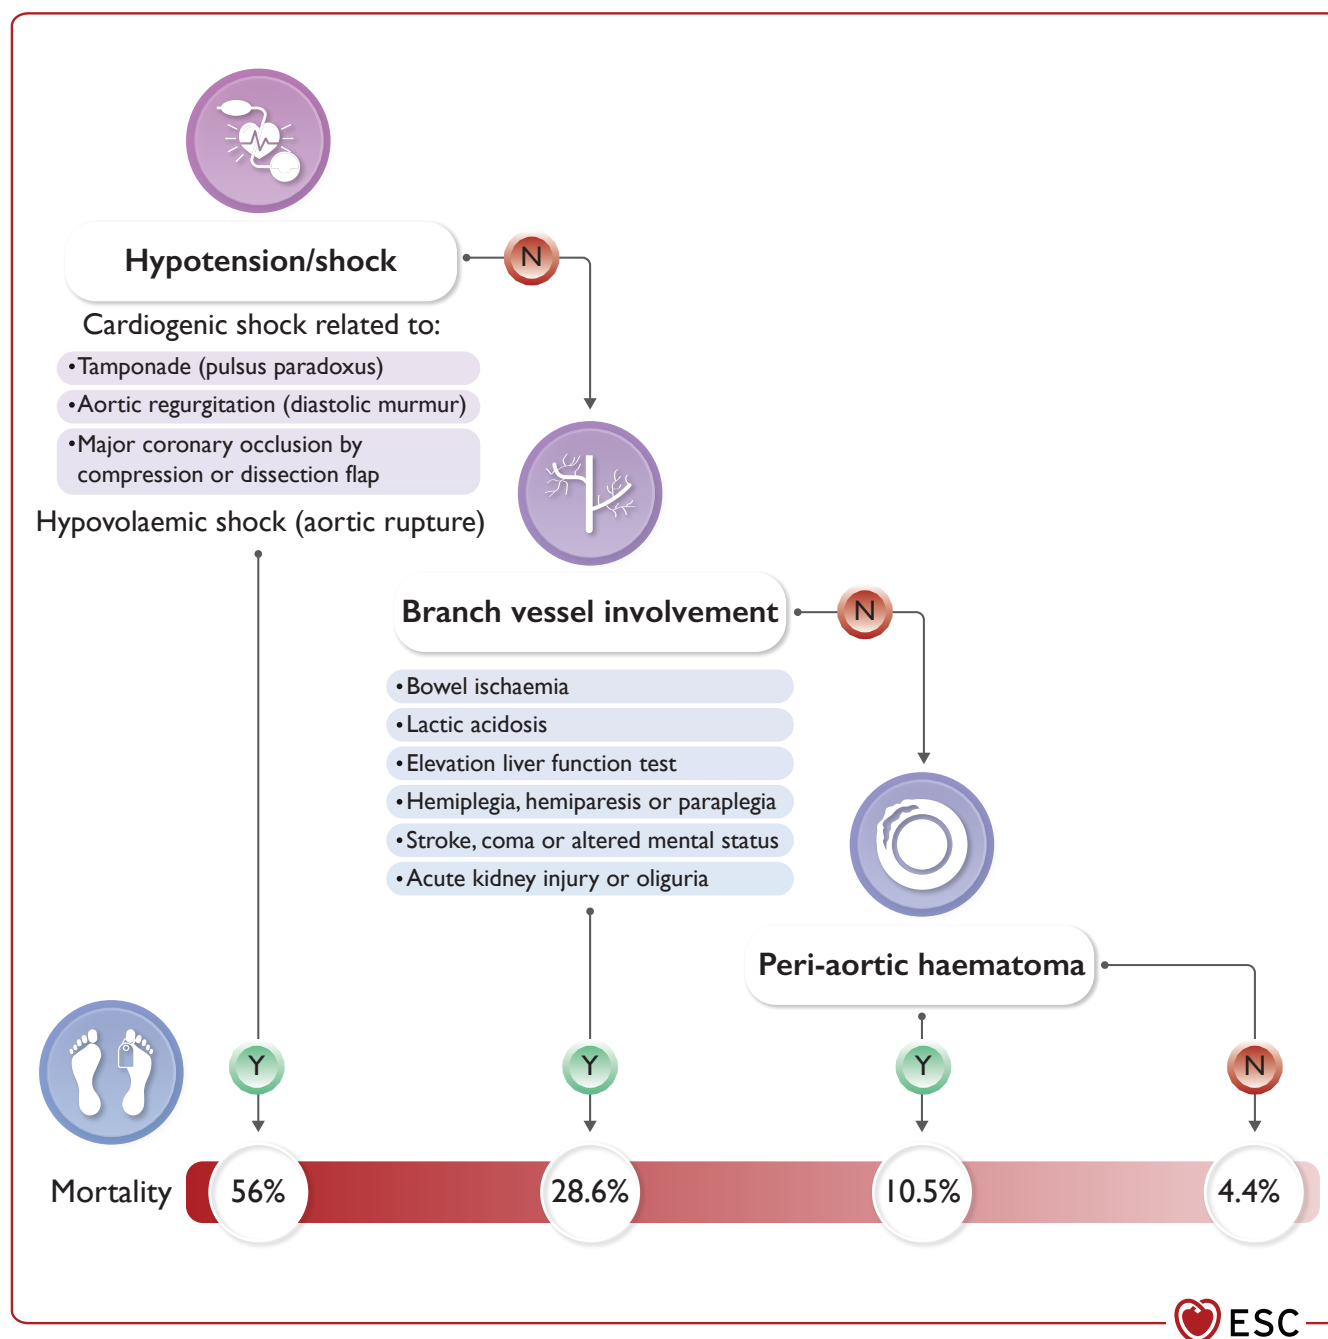 Hypotension/shock
N
Cardiogenic shock related to:
•Tamponade (pulsus paradoxus)
•Aortic regurgitation (diastolic murmur)
•Major coronary occlusion by
compression or dissection flap
Hypovolaemic shock (aortic rupture)
Branch vessel involvement
N
•Bowel ischaemia
•Lactic acidosis
•Elevation liver function test
•Hemiplegia, hemiparesis or paraplegia
•Stroke, coma or altered mental status
•Acute kidney injury or oliguria
Peri-aortic haematoma
Y
Y
Y
N
Mortality
56%
28.6%
10.5%
4.4%
ESC